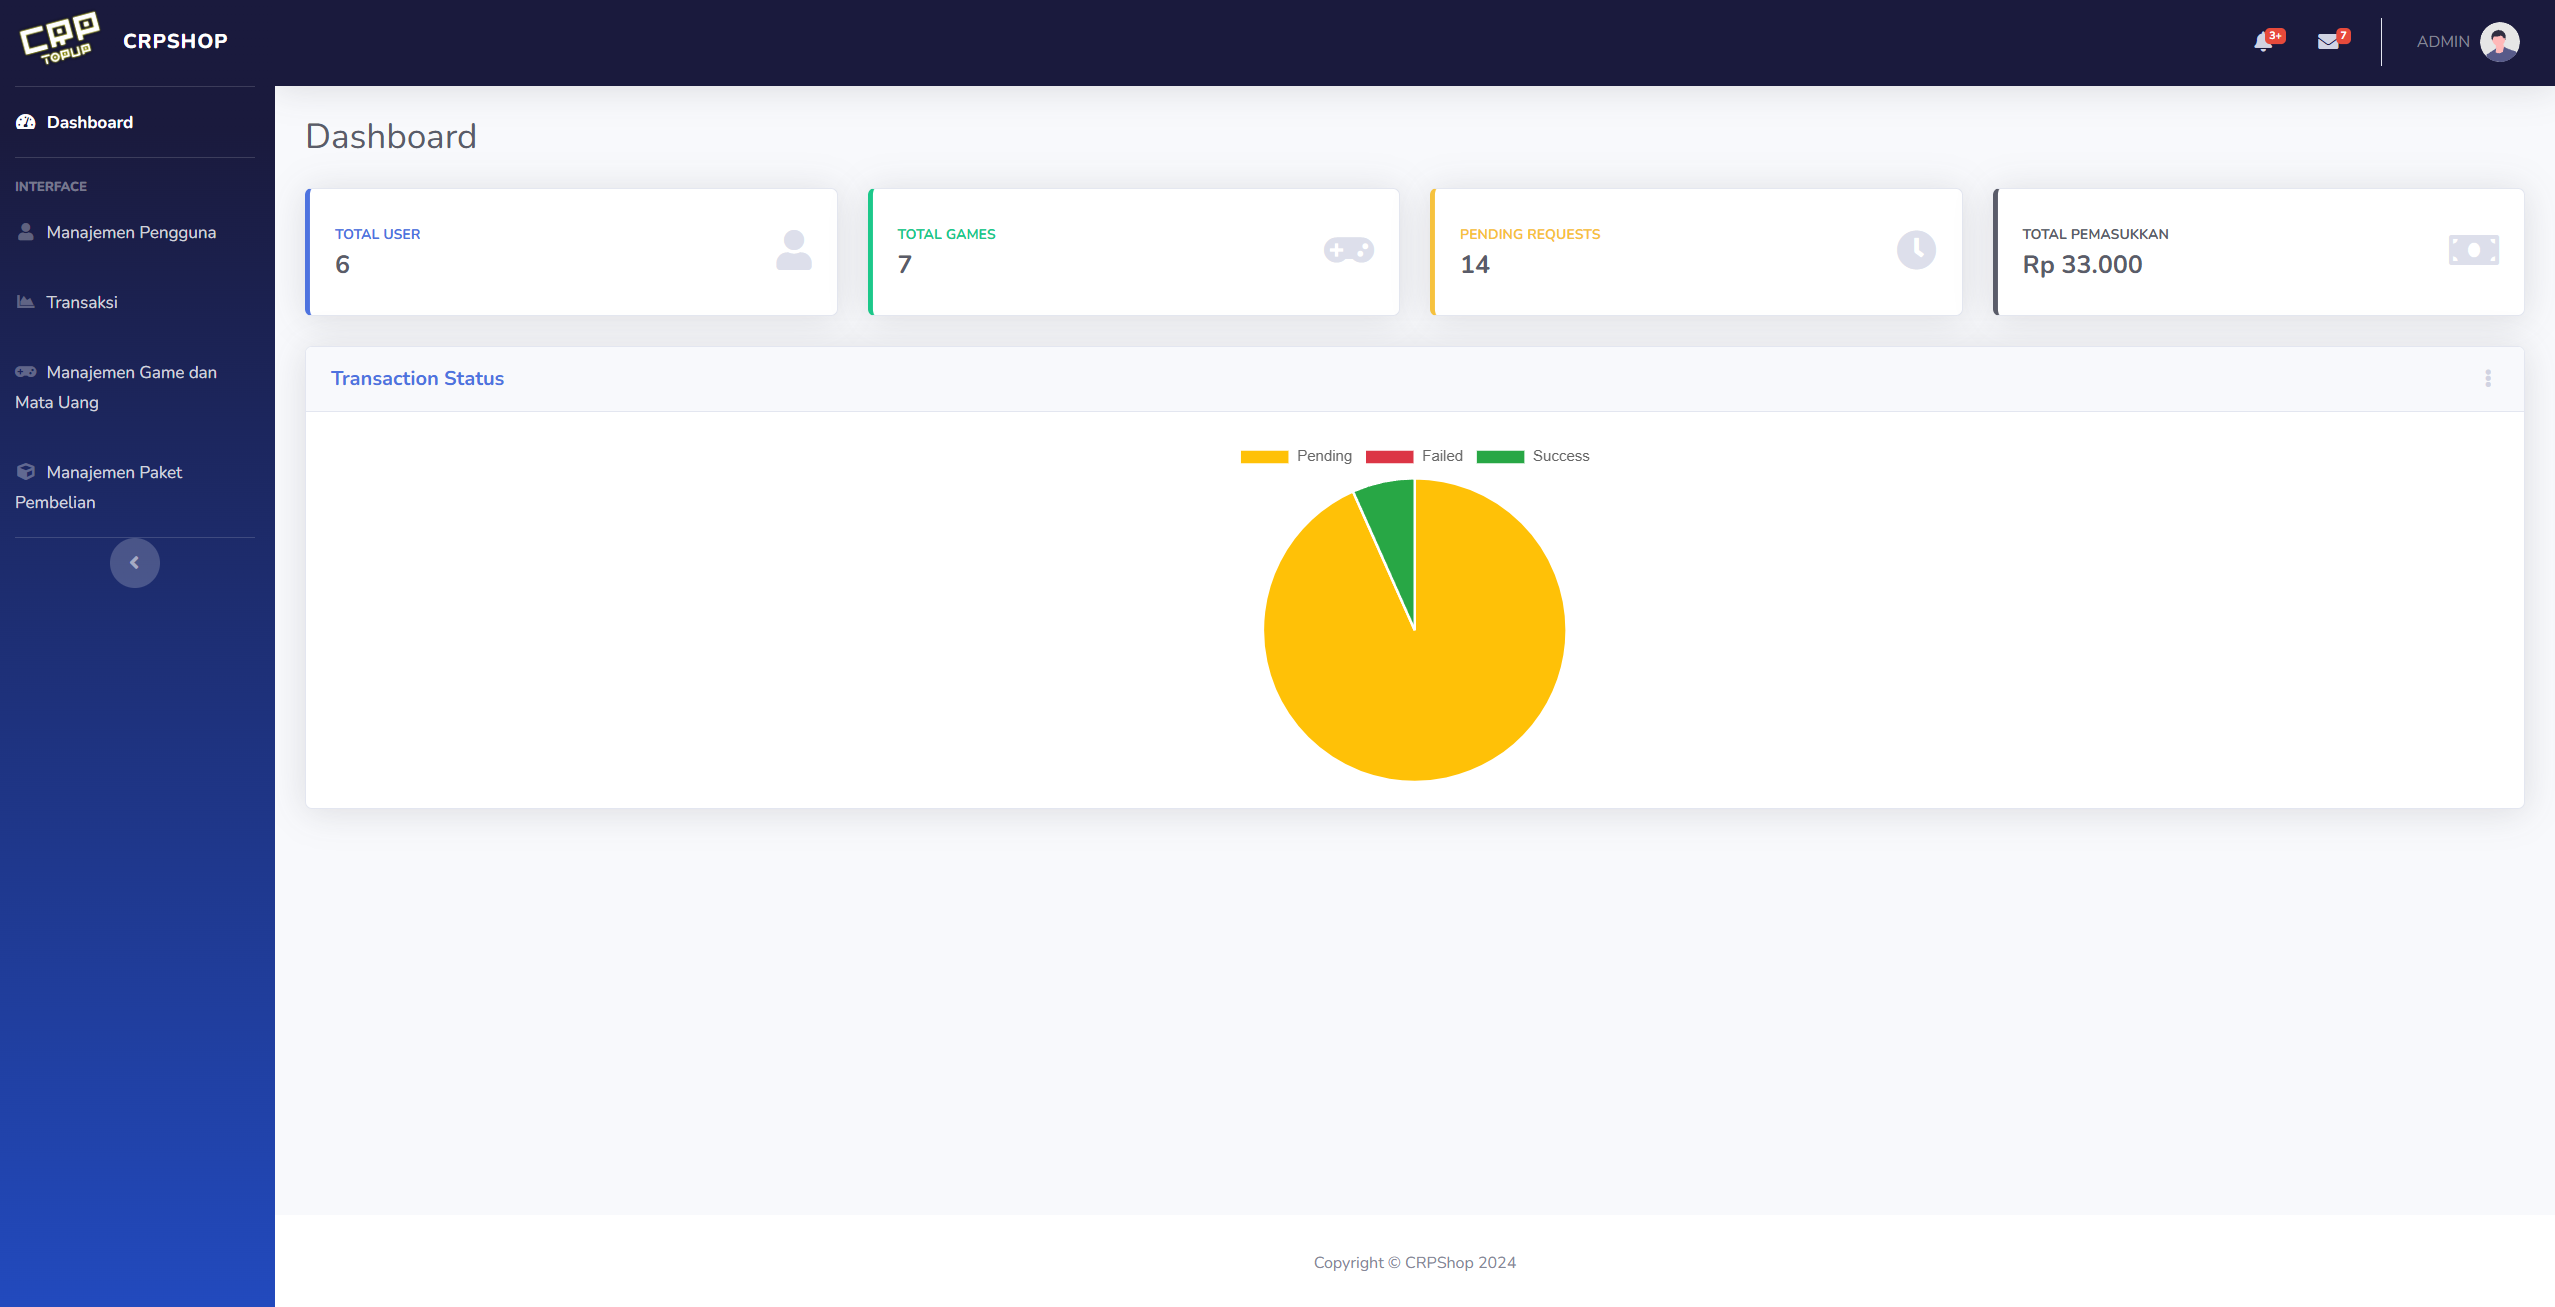 CRP
TOPUP
CRPSHOP
3+
7
ADMIN
Dashboard
INTERFACE
Manajemen Pengguna
Transaksi
Manajemen Game dan
Mata Uang
Manajemen Paket
Pembelian
Dashboard
TOTAL USER
6
TOTAL GAMES
7
PENDING REQUESTS
14
TOTAL PEMASUKKAN
Rp 33.000
Transaction Status
Pending
Failed
Success
Copyright © CRPShop 2024